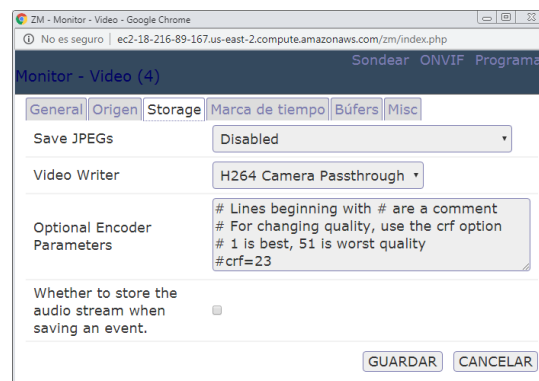 ZM - Monitor - Video - Google Chrome
No es seguro | ec2-18-216-89-167.us-east-2.compute.amazonaws.com/zm/index.php
Sondear ONVIF Programa
Monitor - Video (4)
General Origen Storage Marca de tiempo Búfers Misc
Save JPEGs Disabled
Video Writer H264 Camera Passthrough
Optional Encoder Parameters
# Lines beginning with # are a comment
# For changing quality, use the crf option
# 1 is best, 51 is worst quality
#crf=23
Whether to store the
audio stream when
saving an event.
GUARDAR CANCELAR